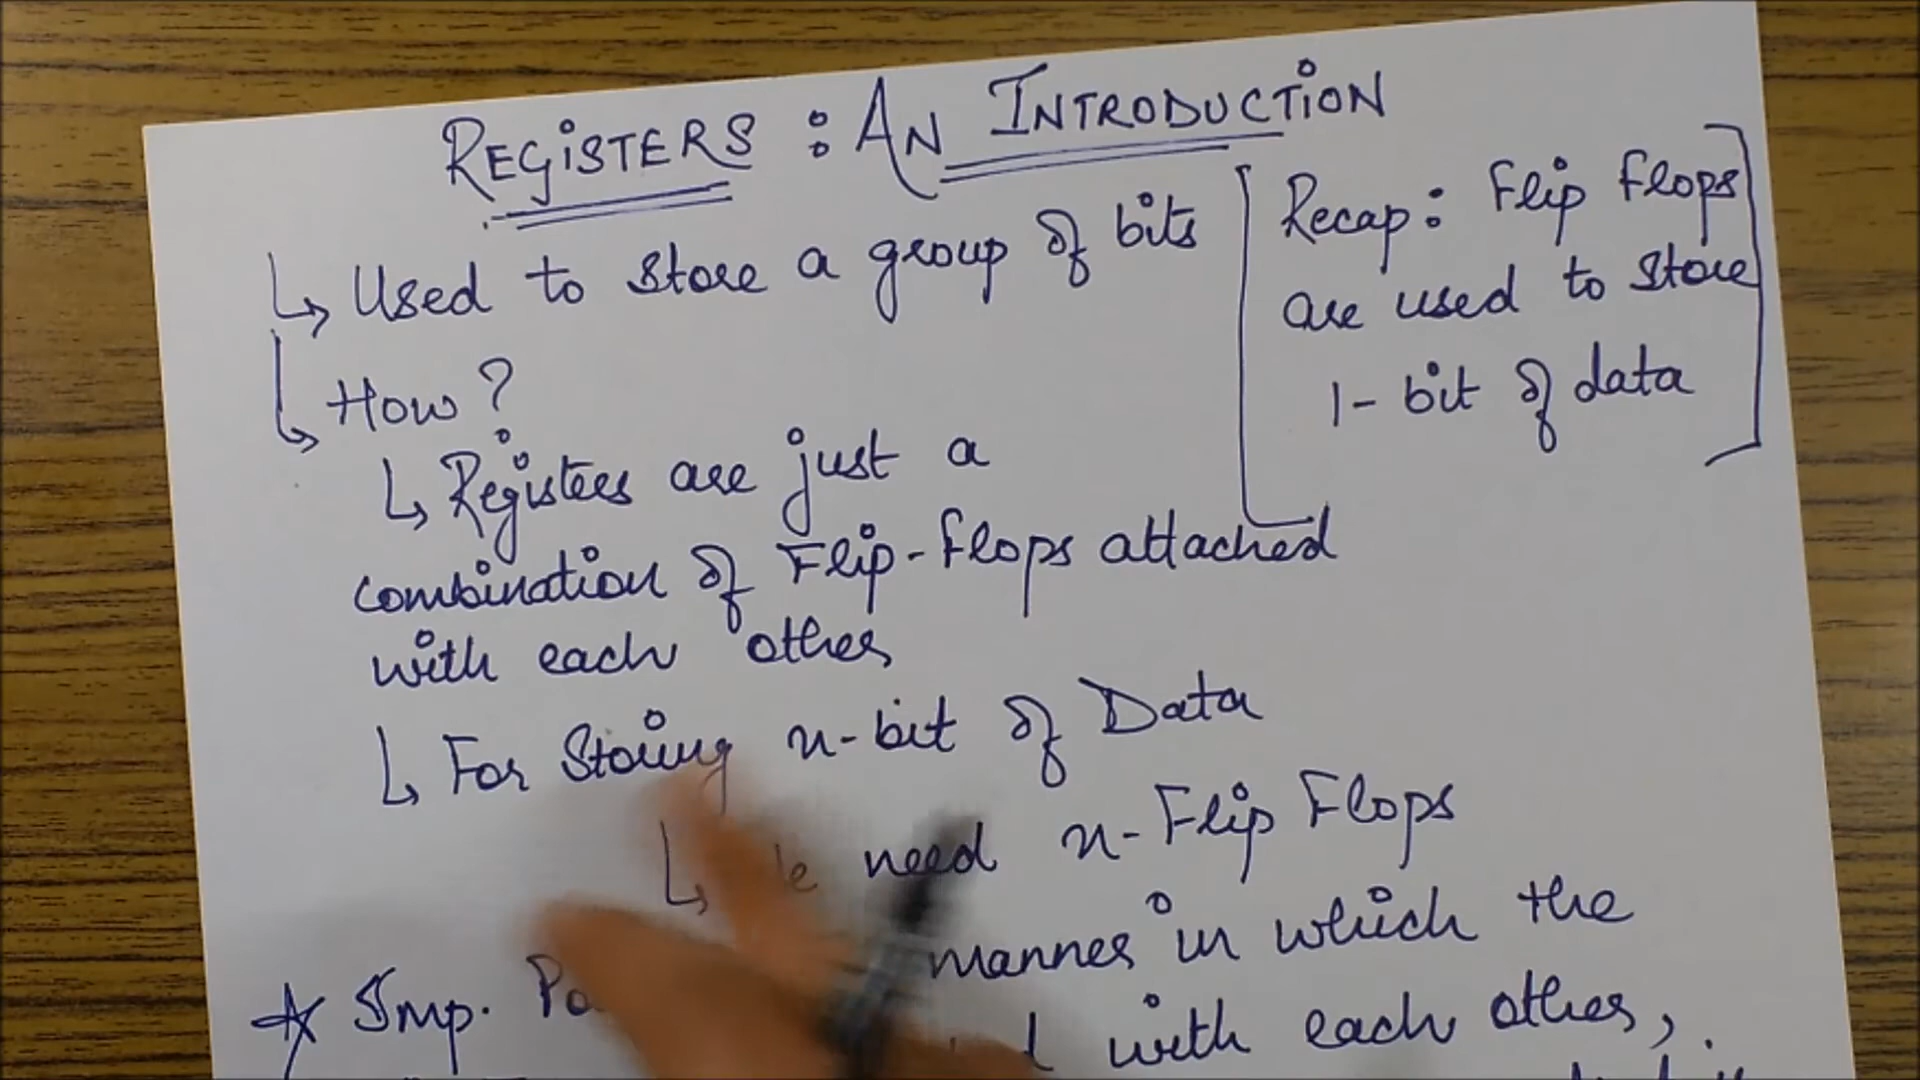 REGiSTERS : AN INTRODUCTION
↳ Used to store a group of bits
[Recap: Flip Flops
are used to store
1-bit of data]
↳ How?
↳ Registers are just a
combination of Flip-Flops attached
with each other
↳ For Storing n-bit of Data
↳ need n-Flip Flops
☆ Imp. manner in which the
with each other,